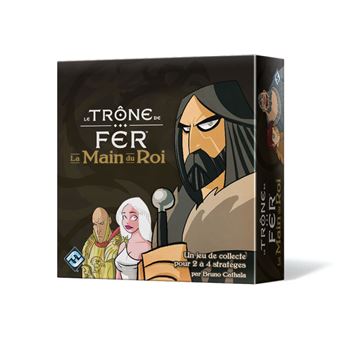 LE TRÔNE DE
FER
La Main du Roi
Un jeu de collecte
pour 2 à 4 stratèges
par Bruno Cathala
LE TRÔNE DE
FER
La Main du Roi